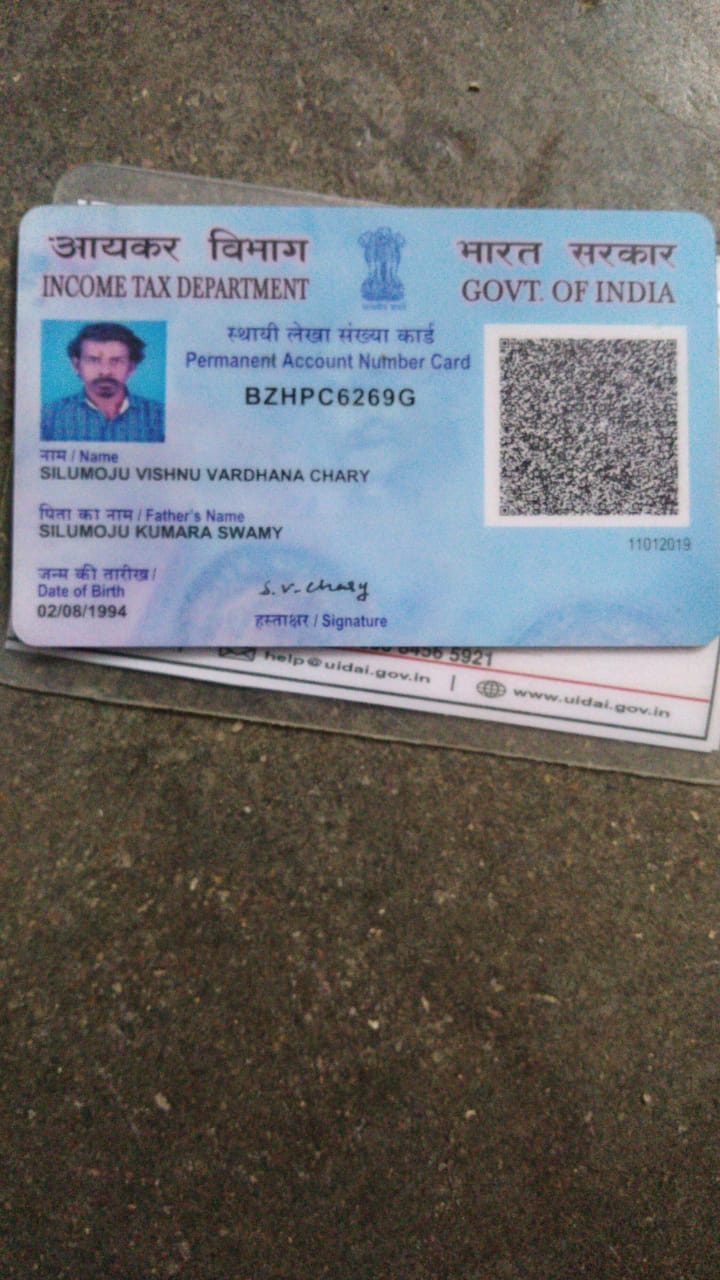 आयकर विभाग
INCOME TAX DEPARTMENT
भारत सरकार
GOVT. OF INDIA
स्थायी लेखा संख्या कार्ड
Permanent Account Number Card
BZHPC6269G
नाम / Name
SILUMOJU VISHNU VARDHANA CHARY
पिता का नाम / Father's Name
SILUMOJU KUMARA SWAMY
11012019
जन्म की तारीख /
Date of Birth
02/08/1994
S.V. Chary
हस्ताक्षर / Signature
5921
help@uidai.gov.in | www.uidai.gov.in